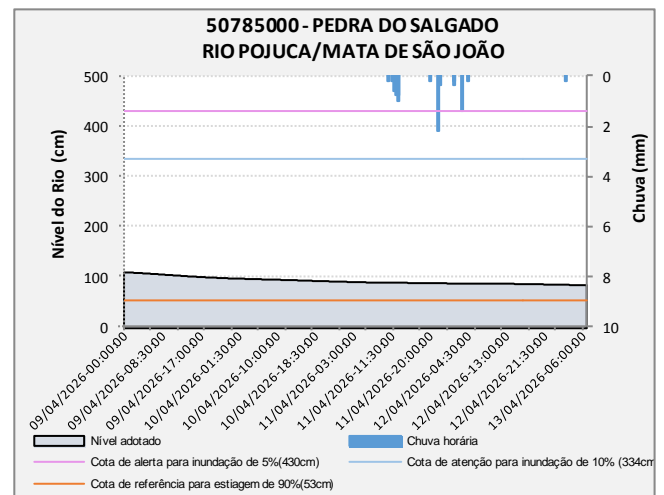 50785000 - PEDRA DO SALGADO
RIO POJUCA/MATA DE SÃO JOÃO
Nível do Rio (cm)
500
400
300
200
100
0
Chuva (mm)
0
2
4
6
8
10
09/04/2026-00:00:00
09/04/2026-08:30:00
09/04/2026-17:00:00
10/04/2026-01:30:00
10/04/2026-10:00:00
10/04/2026-18:30:00
11/04/2026-03:00:00
11/04/2026-11:30:00
11/04/2026-20:00:00
12/04/2026-04:30:00
12/04/2026-13:00:00
12/04/2026-21:30:00
13/04/2026-06:00:00
Nível adotado
Chuva horária
Cota de alerta para inundação de 5%(430cm)
Cota de atenção para inundação de 10% (334cm
Cota de referência para estiagem de 90%(53cm)